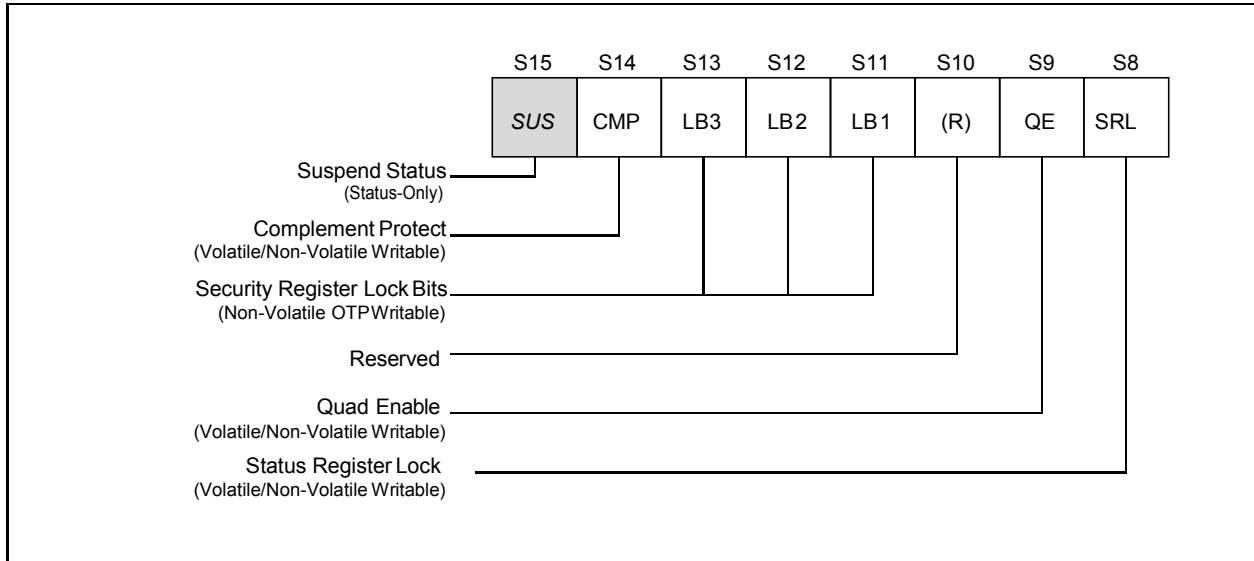 S15 S14 S13 S12 S11 S10 S9 S8
SUS CMP LB3 LB2 LB1 (R) QE SRL
Suspend Status
(Status-Only)
Complement Protect
(Volatile/Non-Volatile Writable)
Security Register Lock Bits
(Non-Volatile OTP Writable)
Reserved
Quad Enable
(Volatile/Non-Volatile Writable)
Status Register Lock
(Volatile/Non-Volatile Writable)